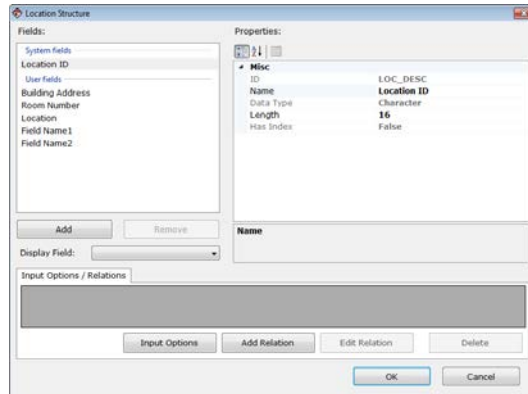 Location Structure
Fields:
System fields
Location ID
User fields
Building Address
Room Number
Location
Field Name1
Field Name2
Add Remove
Display Field:
Properties:
Misc
ID LOC_DESC
Name Location ID
Data Type Character
Length 16
Has Index False
Name
Input Options / Relations
Input Options Add Relation Edit Relation Delete
OK Cancel